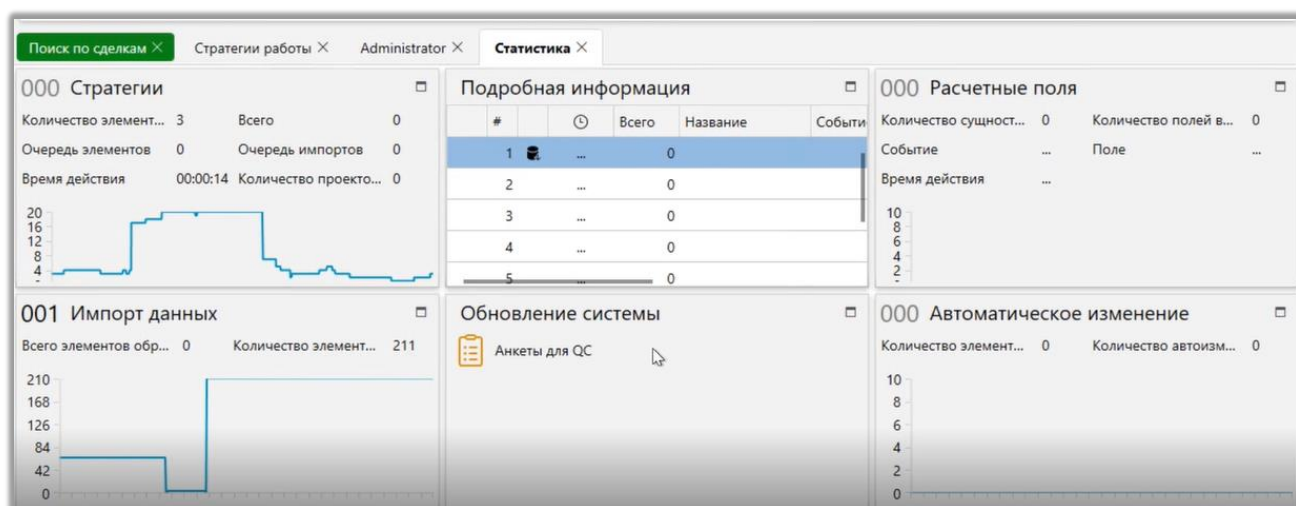 Поиск по сделкам Стратегии работы Administrator Статистика
000 Стратегии
Количество элемент... 3 Всего 0
Очередь элементов 0 Очередь импортов 0
Время действия 00:00:14 Количество проекто... 0
20
16
12
8
4
Подробная информация
# Всего Название Событи
1 ... 0
2 ... 0
3 ... 0
4 ... 0
5 ... 0
000 Расчетные поля
Количество сущност... 0 Количество полей в... 0
Событие ... Поле ...
Время действия ...
10
8
6
4
2
001 Импорт данных
Всего элементов обр... 0 Количество элемент... 211
210
168
126
84
42
0
Обновление системы
Анкеты для QC
000 Автоматическое изменение
Количество элемент... 0 Количество автоизм... 0
10
8
6
4
2
0